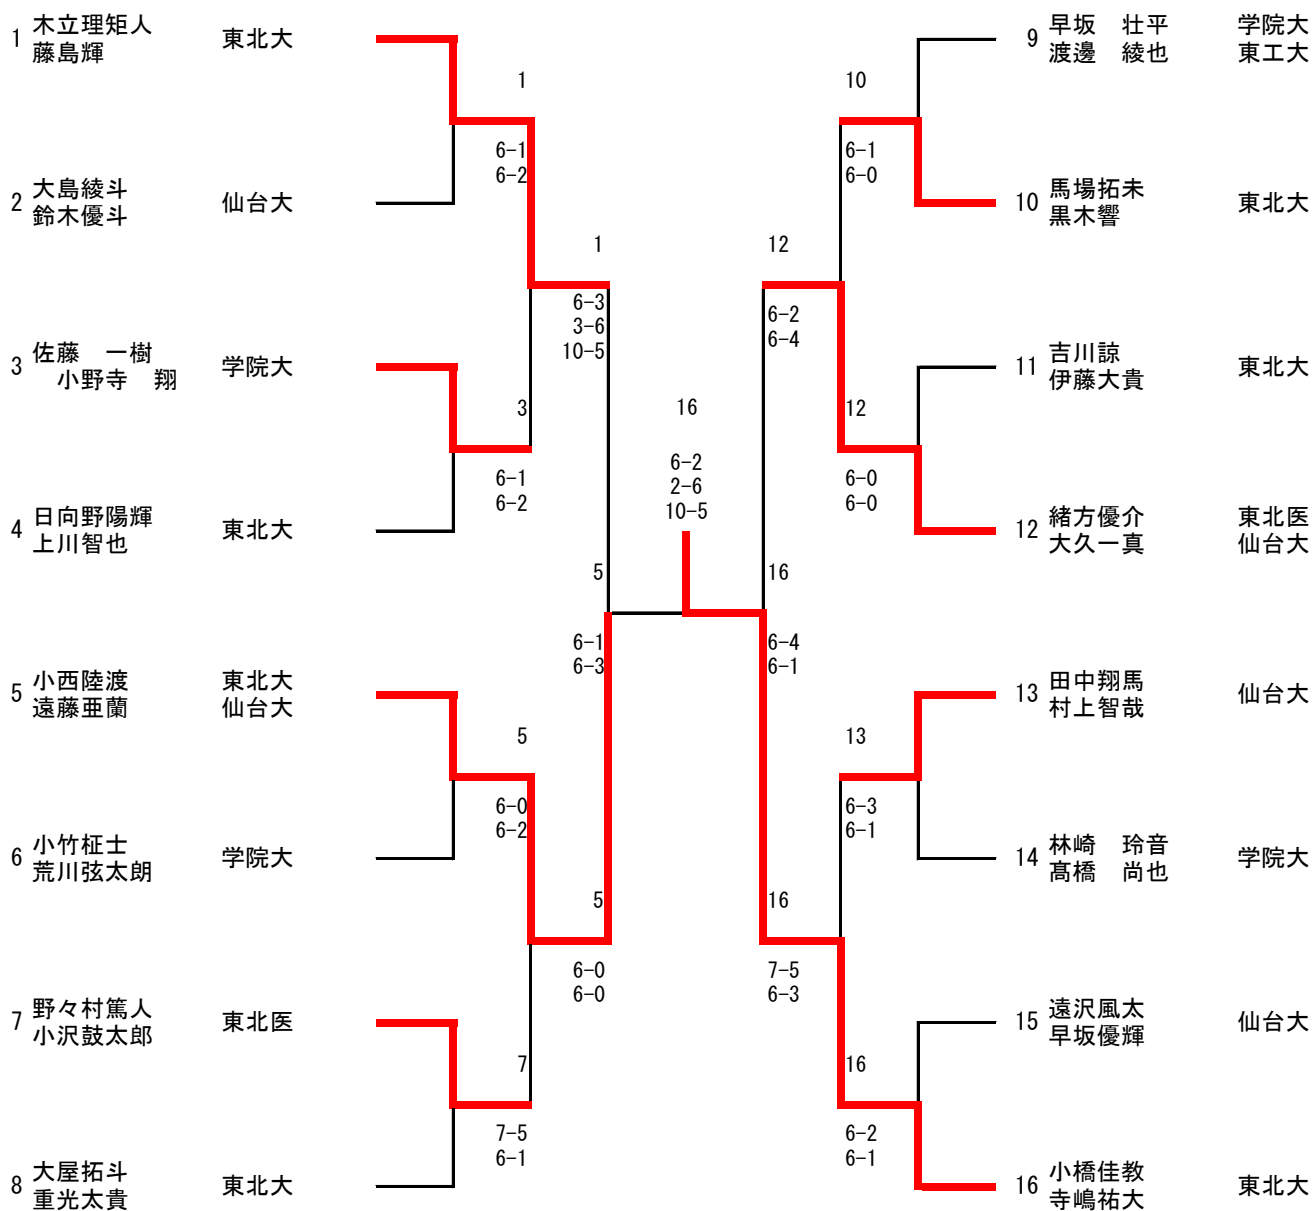 1 木立理矩人 東北大
藤島輝
1
6-1
6-2
2 大島綾斗 仙台大
鈴木優斗
1
6-3
3-6
10-5
3 佐藤　一樹 学院大
小野寺　翔
3
6-1
6-2
4 日向野陽輝 東北大
上川智也
5
6-1
6-3
5 小西陸渡 東北大
遠藤亜蘭 仙台大
5
6-0
6-2
6 小竹柾士 学院大
荒川弦太朗
5
6-0
6-0
7 野々村篤人 東北医
小沢鼓太郎
7
7-5
6-1
8 大屋拓斗 東北大
重光太貴
16
6-2
2-6
10-5
9 早坂　壮平 学院大
渡邊　綾也 東工大
10
6-1
6-0
10 馬場拓未 東北大
黒木響
12
6-2
6-4
11 吉川諒 東北大
伊藤大貴
12
6-0
6-0
12 緒方優介 東北医
大久一真 仙台大
16
6-4
6-1
13 田中翔馬 仙台大
村上智哉
13
6-3
6-1
14 林崎　玲音 学院大
髙橋　尚也
16
7-5
6-3
15 遠沢風太 仙台大
早坂優輝
16
6-2
6-1
16 小橋佳教 東北大
寺嶋祐大